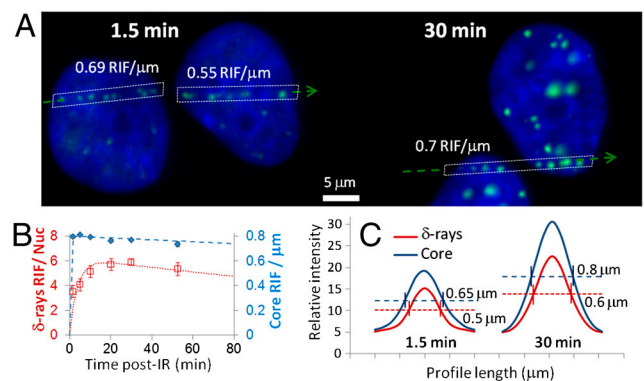 A
1.5 min
30 min
0.69 RIF/μm
0.55 RIF/μm
0.7 RIF/μm
5 μm
B
δ-rays RIF/ Nuc
8
6
4
2
0
0.8
0.6
0.4
0.2
0
Core RIF/ μm
0 20 40 60 80
Time post-IR (min)
C
Relative intensity
30
25
20
15
10
5
0
δ-rays
Core
0.65 μm
0.5 μm
0.8 μm
0.6 μm
1.5 min
30 min
Profile length (μm)